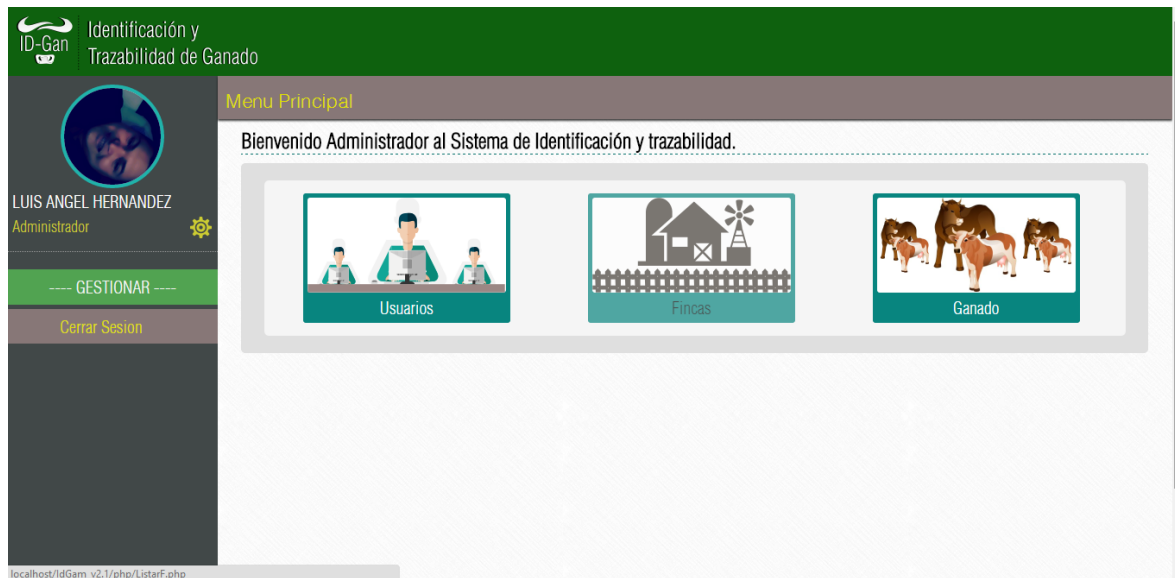 ID-Gan
Identificación y
Trazabilidad de Ganado
LUIS ANGEL HERNANDEZ
Administrador
---- GESTIONAR ----
Cerrar Sesion
Menu Principal
Bienvenido Administrador al Sistema de Identificación y trazabilidad.
Usuarios
Fincas
Ganado
localhost/IdGam_v2.1/php/ListarF.php